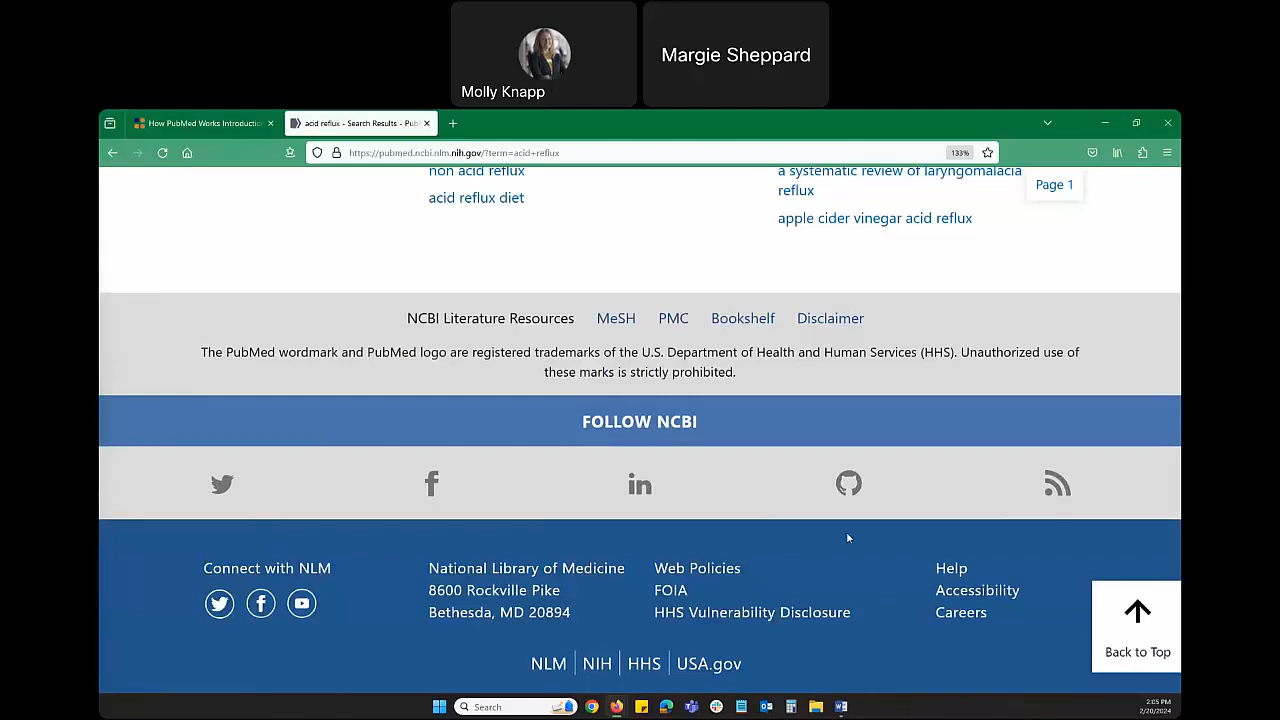 Molly Knapp
Margie Sheppard
How PubMed Works Introduction
acid reflux - Search Results - Pub
https://pubmed.ncbi.nlm.nih.gov/?term=acid+reflux
133%
non acid reflux
a systematic review of laryngomalacia
reflux
Page 1
acid reflux diet
apple cider vinegar acid reflux
NCBI Literature Resources MeSH PMC Bookshelf Disclaimer
The PubMed wordmark and PubMed logo are registered trademarks of the U.S. Department of Health and Human Services (HHS). Unauthorized use of
these marks is strictly prohibited.
FOLLOW NCBI
Connect with NLM
National Library of Medicine
8600 Rockville Pike
Bethesda, MD 20894
Web Policies
FOIA
HHS Vulnerability Disclosure
Help
Accessibility
Careers
Back to Top
NLM NIH HHS USA.gov
Search
2:05 PM
2/20/2024